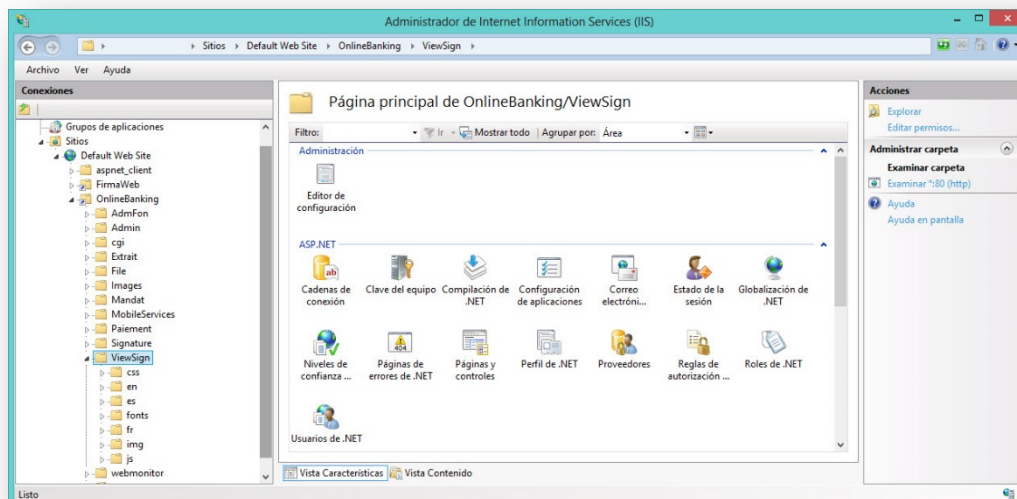 Administrador de Internet Information Services (IIS)
Sitios
Default Web Site
OnlineBanking
ViewSign
Archivo Ver Ayuda
Conexiones
Grupos de aplicaciones
Sitios
Default Web Site
aspnet_client
FirmaWeb
OnlineBanking
AdmFon
Admin
cgi
Extrait
File
Images
Mandat
MobileServices
Paiement
Signature
ViewSign
css
en
es
fonts
fr
img
js
webmonitor
Página principal de OnlineBanking/ViewSign
Filtro: Ir Mostrar todo Agrupar por: Área
Administración
Editor de
configuración
ASP.NET
Cadenas de
conexión
Clave del equipo
Compilación de
.NET
Configuración
de aplicaciones
Correo
electróni...
Estado de la
sesión
Globalización de
.NET
Niveles de
confianza ...
404
Páginas de
errores de .NET
Páginas y
controles
Perfil de .NET
Proveedores
Reglas de
autorización ...
Roles de .NET
Usuarios de .NET
Vista Características Vista Contenido
Acciones
Explorar
Editar permisos...
Administrar carpeta
Examinar carpeta
Examinar *:80 (http)
Ayuda
Ayuda en pantalla
Listo